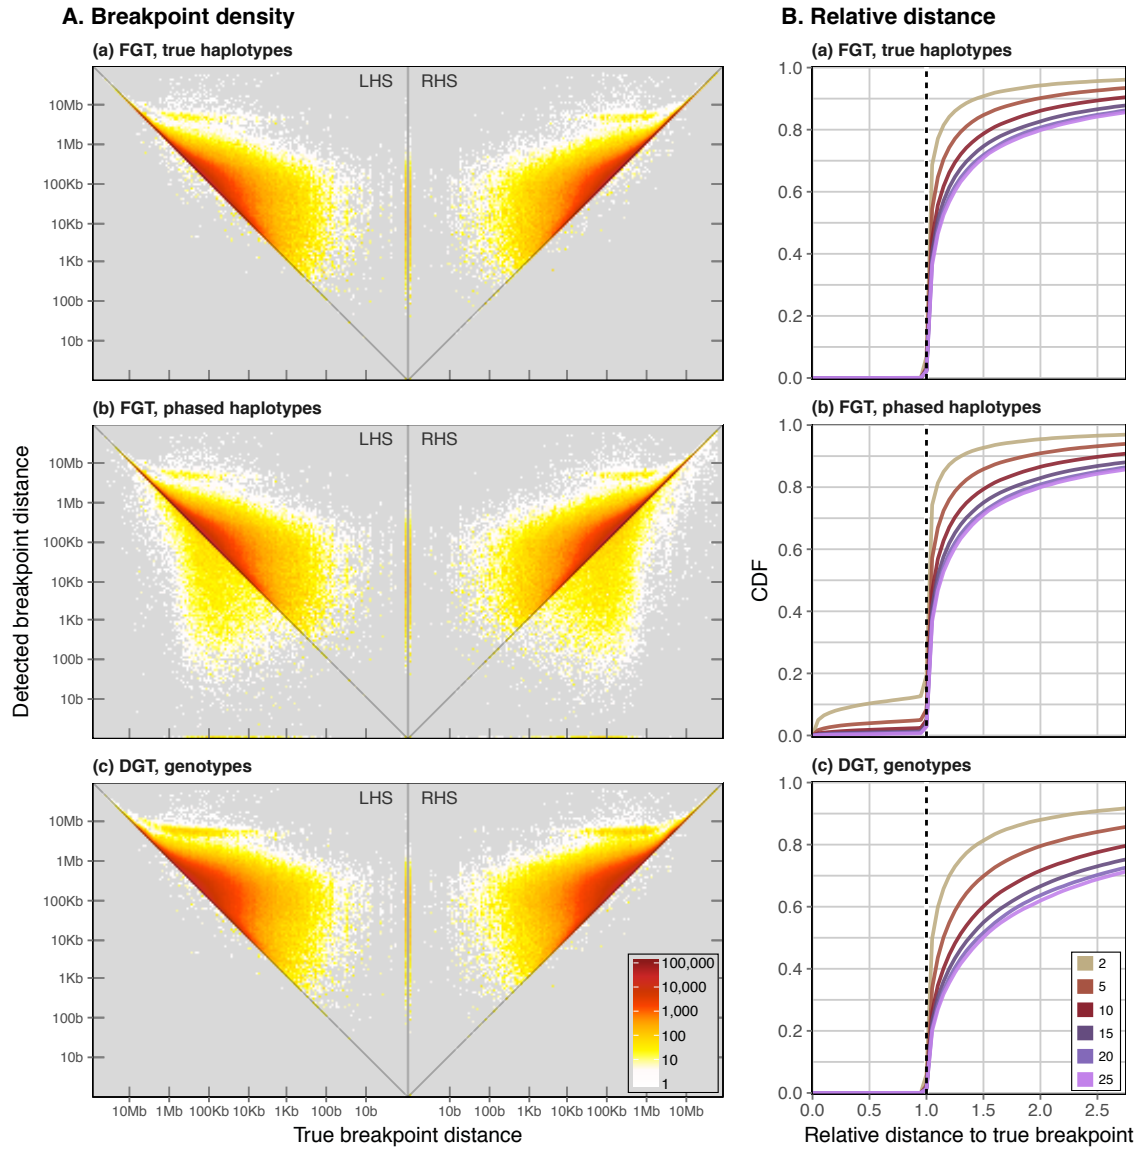 A. Breakpoint density
B. Relative distance
(a) FGT, true haplotypes
LHS RHS
10Mb
1Mb
100Kb
10Kb
1Kb
100b
10b
(a) FGT, true haplotypes
1.0
0.8
0.6
0.4
0.2
0.0
(b) FGT, phased haplotypes
LHS RHS
10Mb
1Mb
100Kb
10Kb
1Kb
100b
10b
(b) FGT, phased haplotypes
1.0
0.8
0.6
0.4
0.2
0.0
Detected breakpoint distance
CDF
(c) DGT, genotypes
LHS RHS
10Mb
1Mb
100Kb
10Kb
1Kb
100b
10b
100,000
10,000
1,000
100
10
1
10Mb 1Mb 100Kb 10Kb 1Kb 100b 10b 10b 100b 1Kb 10Kb 100Kb 1Mb 10Mb
True breakpoint distance
(c) DGT, genotypes
1.0
0.8
0.6
0.4
0.2
0.0
2
5
10
15
20
25
0.0 0.5 1.0 1.5 2.0 2.5
Relative distance to true breakpoint